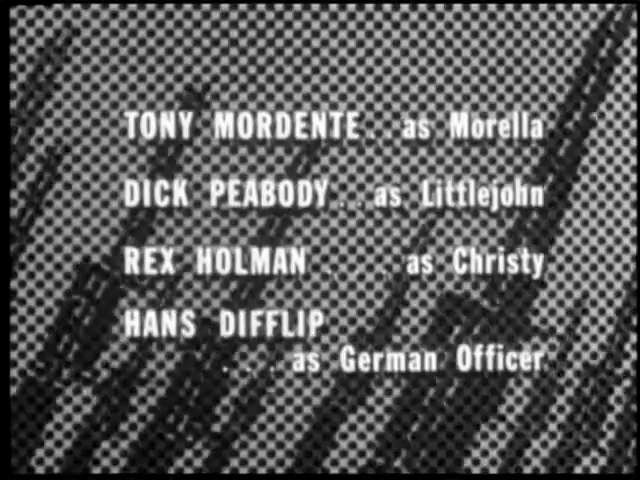 TONY MORDENTE . . as Morella
DICK PEABODY . . . as Littlejohn
REX HOLMAN . . . . as Christy
HANS DIFFLIP
. . . as German Officer